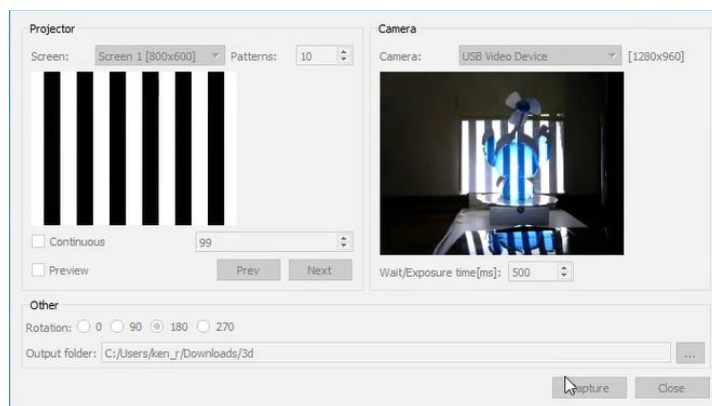 Projector
Screen: Screen 1 [800x600] Patterns: 10
Continuous 99
Preview Prev Next
Camera
Camera: USB Video Device [1280x960]
Wait/Exposure time[ms]: 500
Other
Rotation: 0 90 180 270
Output folder: C:/Users/ken_r/Downloads/3d ...
Capture Close